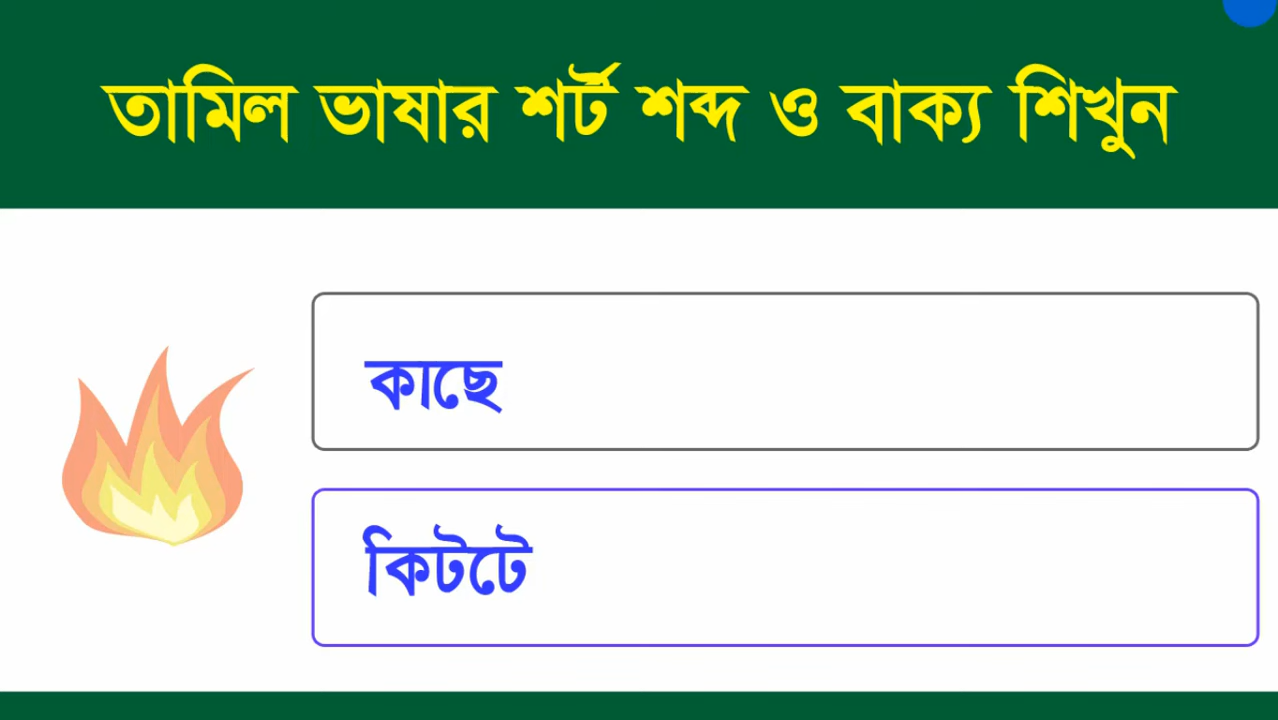 তামিল ভাষার শর্ট শব্দ ও বাক্য শিখুন
কাছে
কিটটে